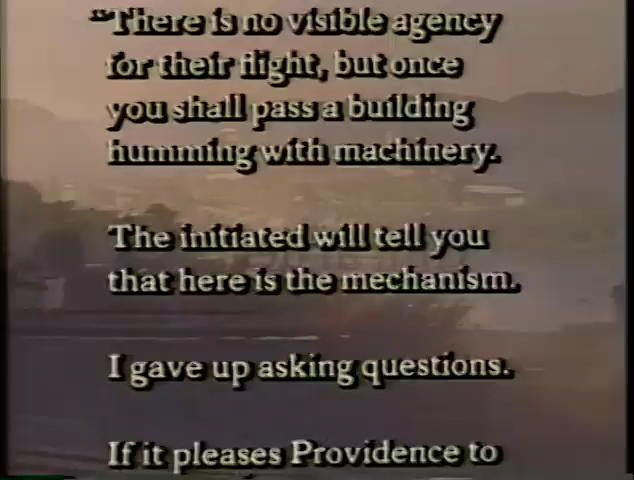 "There is no visible agency
for their flight, but once
you shall pass a building
humming with machinery.
The initiated will tell you
that here is the mechanism.
I gave up asking questions.
If it pleases Providence to